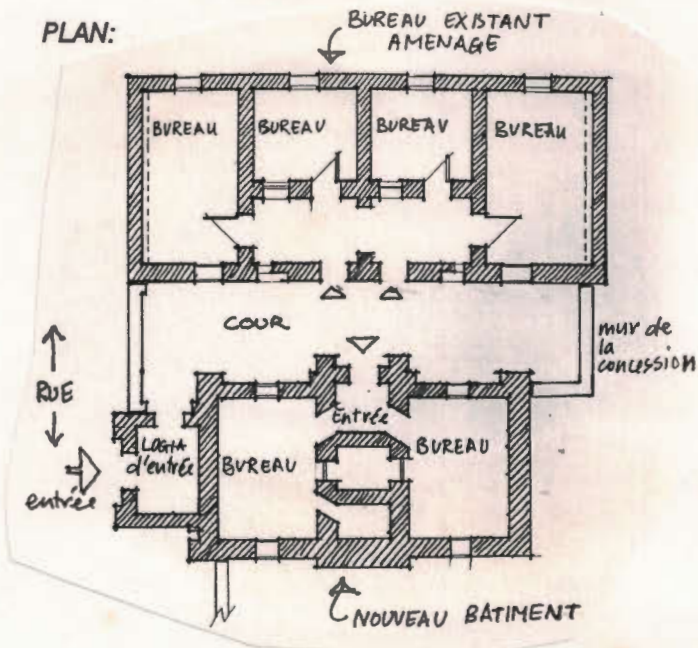 PLAN:
BUREAU EXISTANT
AMENAGE
BUREAU
BUREAU
BUREAU
BUREAU
COUR
mur de
la
concession
RUE
Entrée
LOGIA
d'entrée
BUREAU
BUREAU
entrée
NOUVEAU BATIMENT